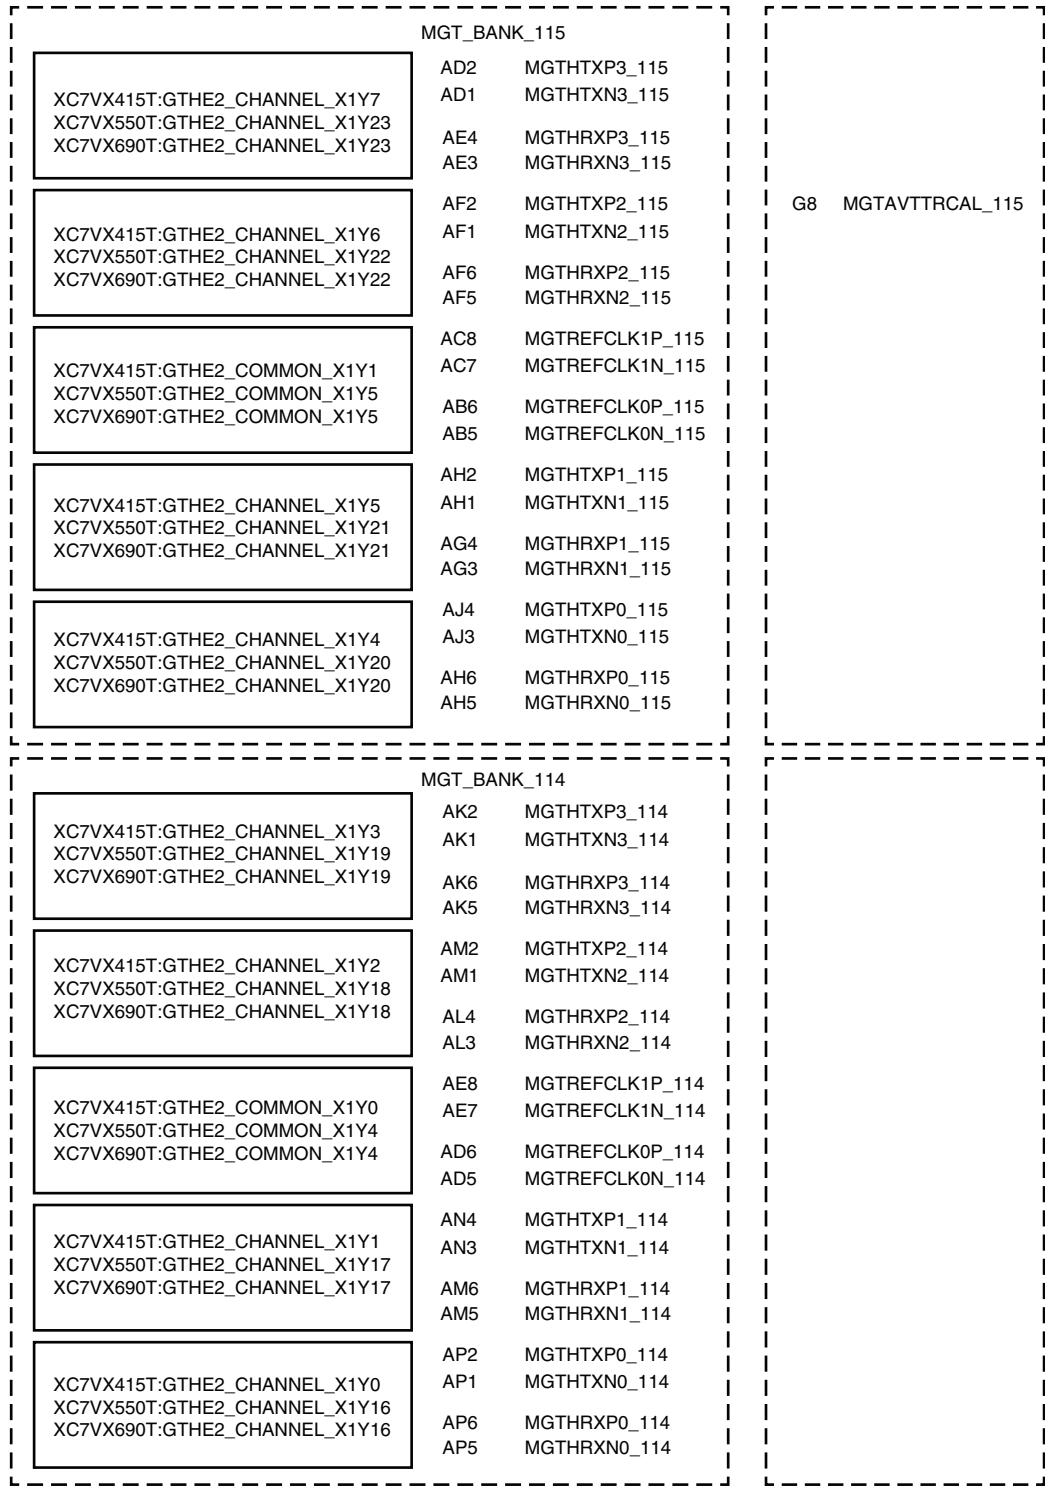 MGT_BANK_115
XC7VX415T:GTHE2_CHANNEL_X1Y7
XC7VX550T:GTHE2_CHANNEL_X1Y23
XC7VX690T:GTHE2_CHANNEL_X1Y23
AD2 MGTHTXP3_115
AD1 MGTHTXN3_115
AE4 MGTHRXP3_115
AE3 MGTHRXN3_115
XC7VX415T:GTHE2_CHANNEL_X1Y6
XC7VX550T:GTHE2_CHANNEL_X1Y22
XC7VX690T:GTHE2_CHANNEL_X1Y22
AF2 MGTHTXP2_115
AF1 MGTHTXN2_115
AF6 MGTHRXP2_115
AF5 MGTHRXN2_115
XC7VX415T:GTHE2_COMMON_X1Y1
XC7VX550T:GTHE2_COMMON_X1Y5
XC7VX690T:GTHE2_COMMON_X1Y5
AC8 MGTREFCLK1P_115
AC7 MGTREFCLK1N_115
AB6 MGTREFCLK0P_115
AB5 MGTREFCLK0N_115
XC7VX415T:GTHE2_CHANNEL_X1Y5
XC7VX550T:GTHE2_CHANNEL_X1Y21
XC7VX690T:GTHE2_CHANNEL_X1Y21
AH2 MGTHTXP1_115
AH1 MGTHTXN1_115
AG4 MGTHRXP1_115
AG3 MGTHRXN1_115
XC7VX415T:GTHE2_CHANNEL_X1Y4
XC7VX550T:GTHE2_CHANNEL_X1Y20
XC7VX690T:GTHE2_CHANNEL_X1Y20
AJ4 MGTHTXP0_115
AJ3 MGTHTXN0_115
AH6 MGTHRXP0_115
AH5 MGTHRXN0_115
G8 MGTAVTTRCAL_115
MGT_BANK_114
XC7VX415T:GTHE2_CHANNEL_X1Y3
XC7VX550T:GTHE2_CHANNEL_X1Y19
XC7VX690T:GTHE2_CHANNEL_X1Y19
AK2 MGTHTXP3_114
AK1 MGTHTXN3_114
AK6 MGTHRXP3_114
AK5 MGTHRXN3_114
XC7VX415T:GTHE2_CHANNEL_X1Y2
XC7VX550T:GTHE2_CHANNEL_X1Y18
XC7VX690T:GTHE2_CHANNEL_X1Y18
AM2 MGTHTXP2_114
AM1 MGTHTXN2_114
AL4 MGTHRXP2_114
AL3 MGTHRXN2_114
XC7VX415T:GTHE2_COMMON_X1Y0
XC7VX550T:GTHE2_COMMON_X1Y4
XC7VX690T:GTHE2_COMMON_X1Y4
AE8 MGTREFCLK1P_114
AE7 MGTREFCLK1N_114
AD6 MGTREFCLK0P_114
AD5 MGTREFCLK0N_114
XC7VX415T:GTHE2_CHANNEL_X1Y1
XC7VX550T:GTHE2_CHANNEL_X1Y17
XC7VX690T:GTHE2_CHANNEL_X1Y17
AN4 MGTHTXP1_114
AN3 MGTHTXN1_114
AM6 MGTHRXP1_114
AM5 MGTHRXN1_114
XC7VX415T:GTHE2_CHANNEL_X1Y0
XC7VX550T:GTHE2_CHANNEL_X1Y16
XC7VX690T:GTHE2_CHANNEL_X1Y16
AP2 MGTHTXP0_114
AP1 MGTHTXN0_114
AP6 MGTHRXP0_114
AP5 MGTHRXN0_114